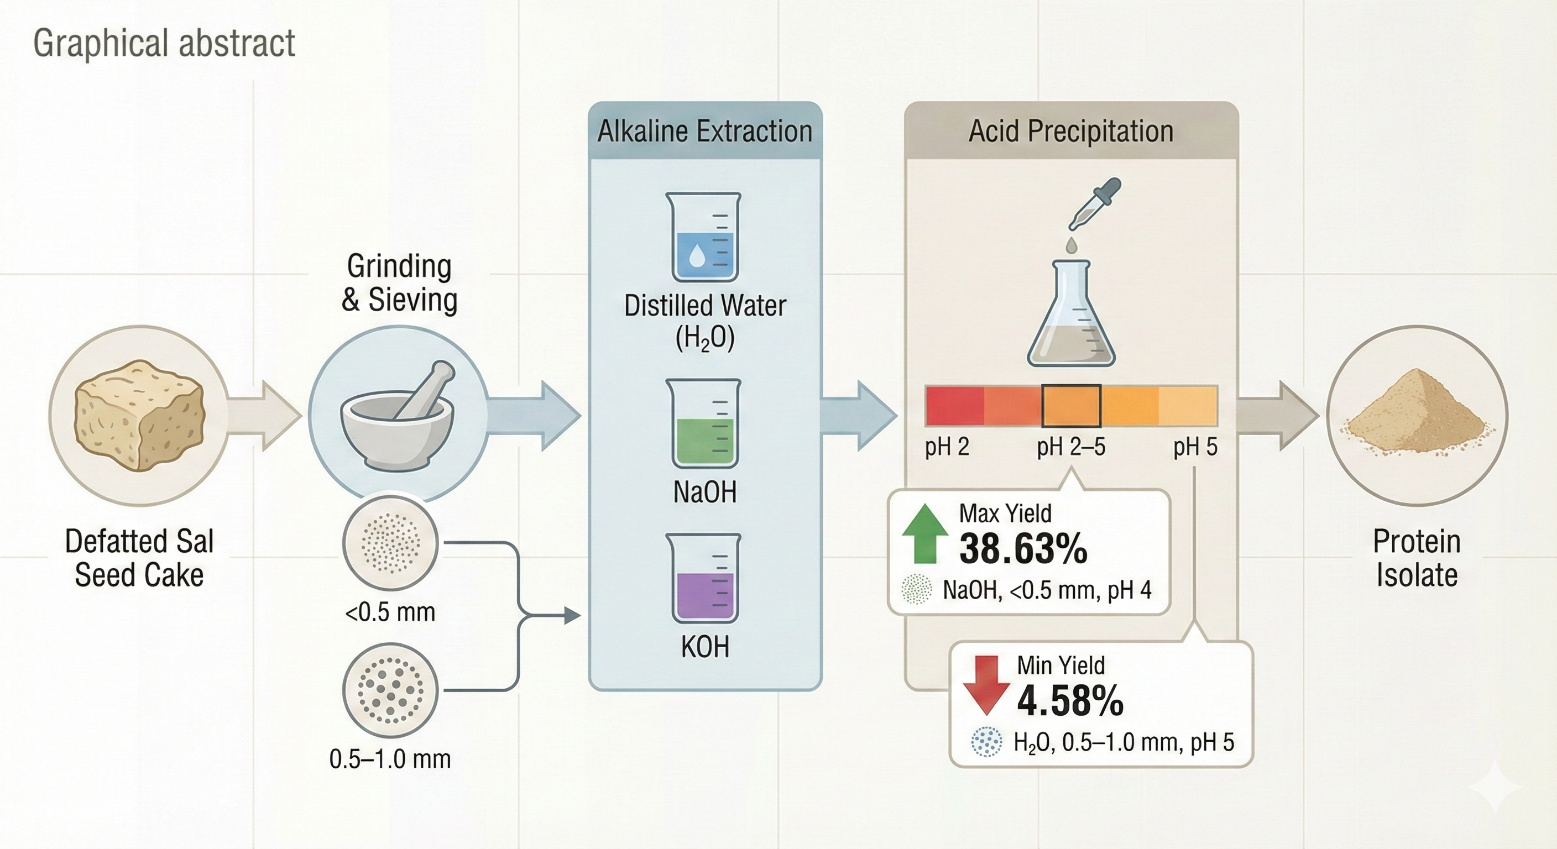 Graphical abstract
Defatted Sal
Seed Cake
Grinding
& Sieving
<0.5 mm
0.5–1.0 mm
Alkaline Extraction
Distilled Water
(H₂O)
NaOH
KOH
Acid Precipitation
pH 2
pH 2–5
pH 5
Max Yield
38.63%
NaOH, <0.5 mm, pH 4
Min Yield
4.58%
H₂O, 0.5–1.0 mm, pH 5
Protein
Isolate